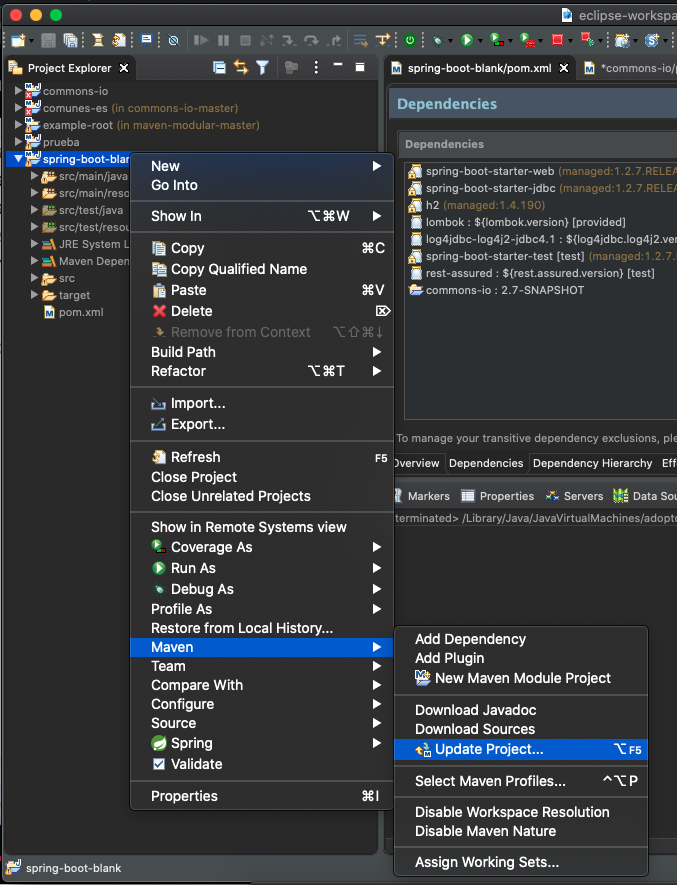 eclipse-workspa
Project Explorer
commons-io
comunes-es (in commons-io-master)
example-root (in maven-modular-master)
prueba
spring-boot-blan
src/main/java
src/main/reso
src/test/java
src/test/resou
JRE System L
Maven Depen
src
target
pom.xml
New
Go Into
Show In ⌥⌘W
Copy ⌘C
Copy Qualified Name
Paste ⌘V
Delete ⌦
Remove from Context ⌥⇧⌘↓
Build Path
Refactor ⌥⌘T
Import...
Export...
Refresh F5
Close Project
Close Unrelated Projects
Show in Remote Systems view
Coverage As
Run As
Debug As
Profile As
Restore from Local History...
Maven
Team
Compare With
Configure
Source
Spring
Validate
Properties ⌘I
spring-boot-blank/pom.xml
*commons-io/p
Dependencies
Dependencies
spring-boot-starter-web (managed:1.2.7.RELEA
spring-boot-starter-jdbc (managed:1.2.7.RELEA
h2 (managed:1.4.190)
lombok : ${lombok.version} [provided]
log4jdbc-log4j2-jdbc4.1 : ${log4jdbc.log4j2.ver
spring-boot-starter-test [test] (managed:1.2.7.
rest-assured : ${rest.assured.version} [test]
commons-io : 2.7-SNAPSHOT
To manage your transitive dependency exclusions, ple
Overview Dependencies Dependency Hierarchy Eff
Markers Properties Servers Data Sou
terminated> /Library/Java/JavaVirtualMachines/adopto
Add Dependency
Add Plugin
New Maven Module Project
Download Javadoc
Download Sources
Update Project... ⌥F5
Select Maven Profiles... ^⌥P
Disable Workspace Resolution
Disable Maven Nature
Assign Working Sets...
spring-boot-blank